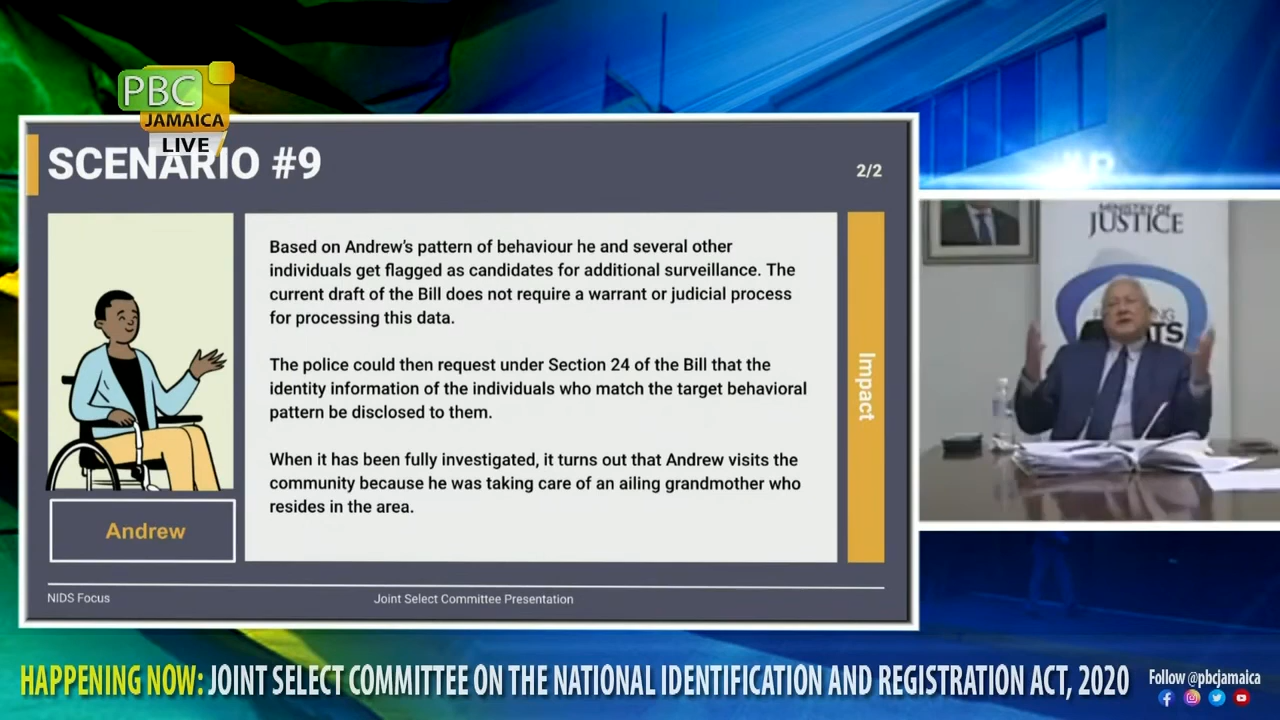 PBC
JAMAICA
LIVE
SCENARIO #9
2/2
Based on Andrew's pattern of behaviour he and several other
individuals get flagged as candidates for additional surveillance. The
current draft of the Bill does not require a warrant or judicial process
for processing this data.
The police could then request under Section 24 of the Bill that the
identity information of the individuals who match the target behavioral
pattern be disclosed to them.
When it has been fully investigated, it turns out that Andrew visits the
community because he was taking care of an ailing grandmother who
resides in the area.
Impact
Andrew
NIDS Focus
Joint Select Committee Presentation
MINISTRY OF
JUSTICE
HAPPENING NOW: JOINT SELECT COMMITTEE ON THE NATIONAL IDENTIFICATION AND REGISTRATION ACT, 2020
Follow @pbcjamaica